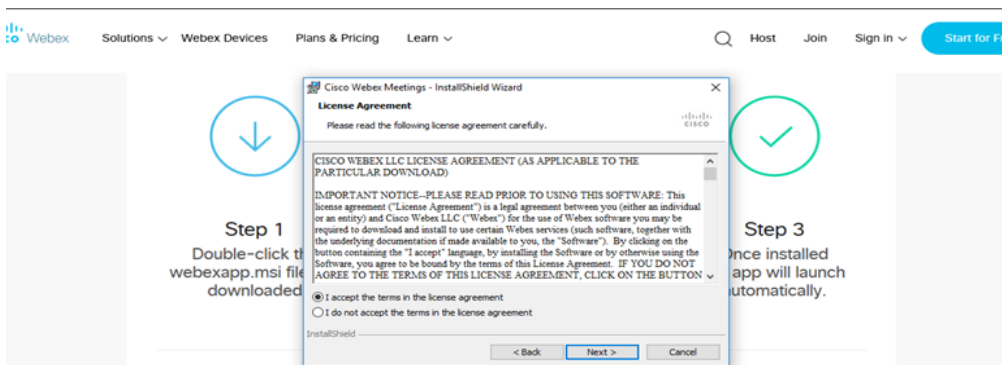 Webex Solutions Webex Devices Plans & Pricing Learn Host Join Sign in Start for
Cisco Webex Meetings - InstallShield Wizard
License Agreement
Please read the following license agreement carefully.
CISCO
CISCO WEBEX LLC LICENSE AGREEMENT (AS APPLICABLE TO THE
PARTICULAR DOWNLOAD)
IMPORTANT NOTICE--PLEASE READ PRIOR TO USING THIS SOFTWARE: This
license agreement ("License Agreement") is a legal agreement between you (either an individual
or an entity) and Cisco Webex LLC ("Webex") for the use of Webex software you may be
required to download and install to use certain Webex services (such software, together with
the underlying documentation if made available to you, the "Software"). By clicking on the
button containing the "I accept" language, by installing the Software or by otherwise using the
Software, you agree to be bound by the terms of this License Agreement. IF YOU DO NOT
AGREE TO THE TERMS OF THIS LICENSE AGREEMENT, CLICK ON THE BUTTON
I accept the terms in the license agreement
I do not accept the terms in the license agreement
InstallShield
< Back Next > Cancel
Step 1
Double-click
webexapp.msi
downloaded
Step 3
installed
app will launch
automatically.